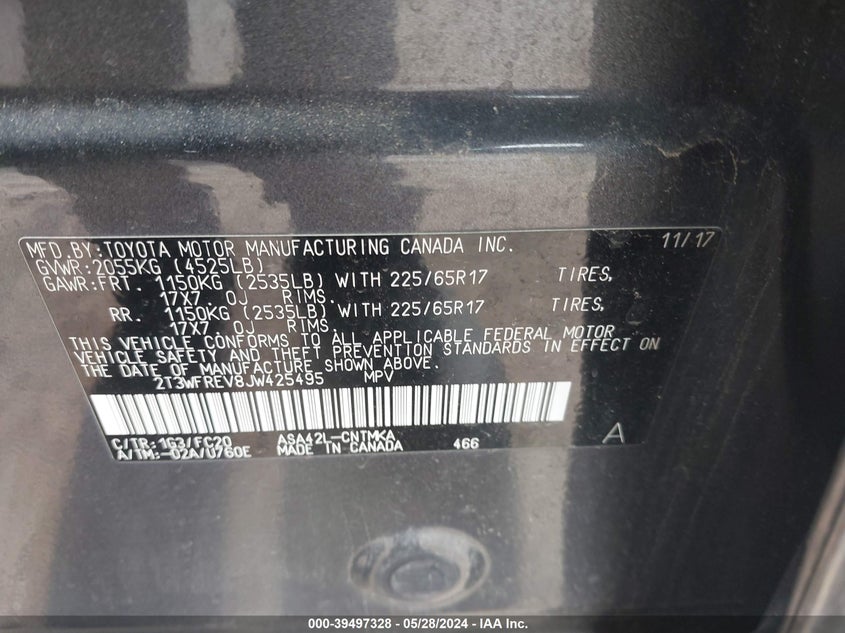 MFD.BY:TOYOTA MOTOR MANUFACTURING CANADA INC. 11/17
GVWR:2055KG (4525LB)
GAWR:FRT. 1150KG (2535LB) WITH 225/65R17 TIRES,
17X7 0J RIMS.
RR. 1150KG (2535LB) WITH 225/65R17 TIRES,
17X7 0J RIMS.
THIS VEHICLE CONFORMS TO ALL APPLICABLE FEDERAL MOTOR
VEHICLE SAFETY AND THEFT PREVENTION STANDARDS IN EFFECT ON
THE DATE OF MANUFACTURE SHOWN ABOVE.
2T3WFREV8JW425495 MPV
C/TR:1G3/FC20 ASA42L-CNTMKA 466 A
A/TM:-02A/U760E MADE IN CANADA
000-39497328 - 05/28/2024 - IAA Inc.